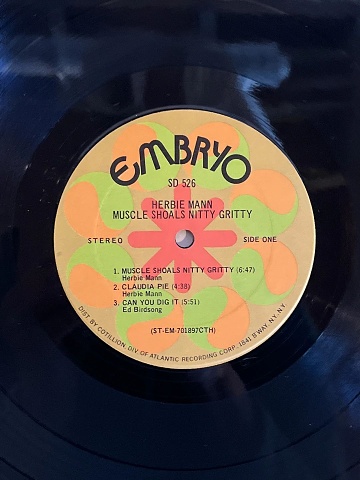 EMBRYO
SD 526
HERBIE MANN
MUSCLE SHOALS NITTY GRITTY
STEREO SIDE ONE
1. MUSCLE SHOALS NITTY GRITTY (6:47)
Herbie Mann
2. CLAUDIA PIE (4:38)
Herbie Mann
3. CAN YOU DIG IT (5:51)
Ed Birdsong
(ST-EM-701897CTH)
DIST BY COTILLION DIV OF ATLANTIC RECORDING CORP. 1841 B'WAY, NY, NY.